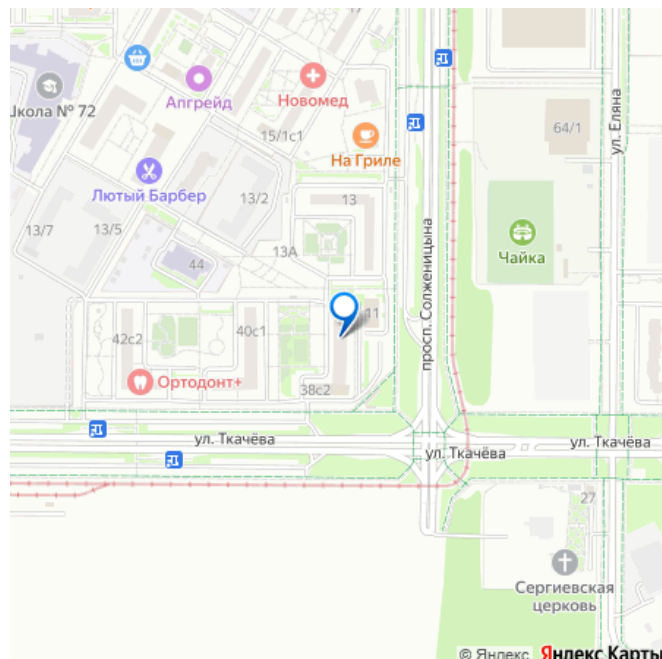 Школа № 72
Апгрейд
Новомед
15/1с1
На Гриле
64/1
ул. Еляна
Лютый Барбер
13/2
13
13/7
13/5
просп. Солженицына
Чайка
13А
44
11
42с2
40с1
Ортодонт+
38с2
ул. Ткачёва
ул. Ткачёва
ул. Ткачёва
27
Сергиевская
церковь
© Яндекс Яндекс Карты